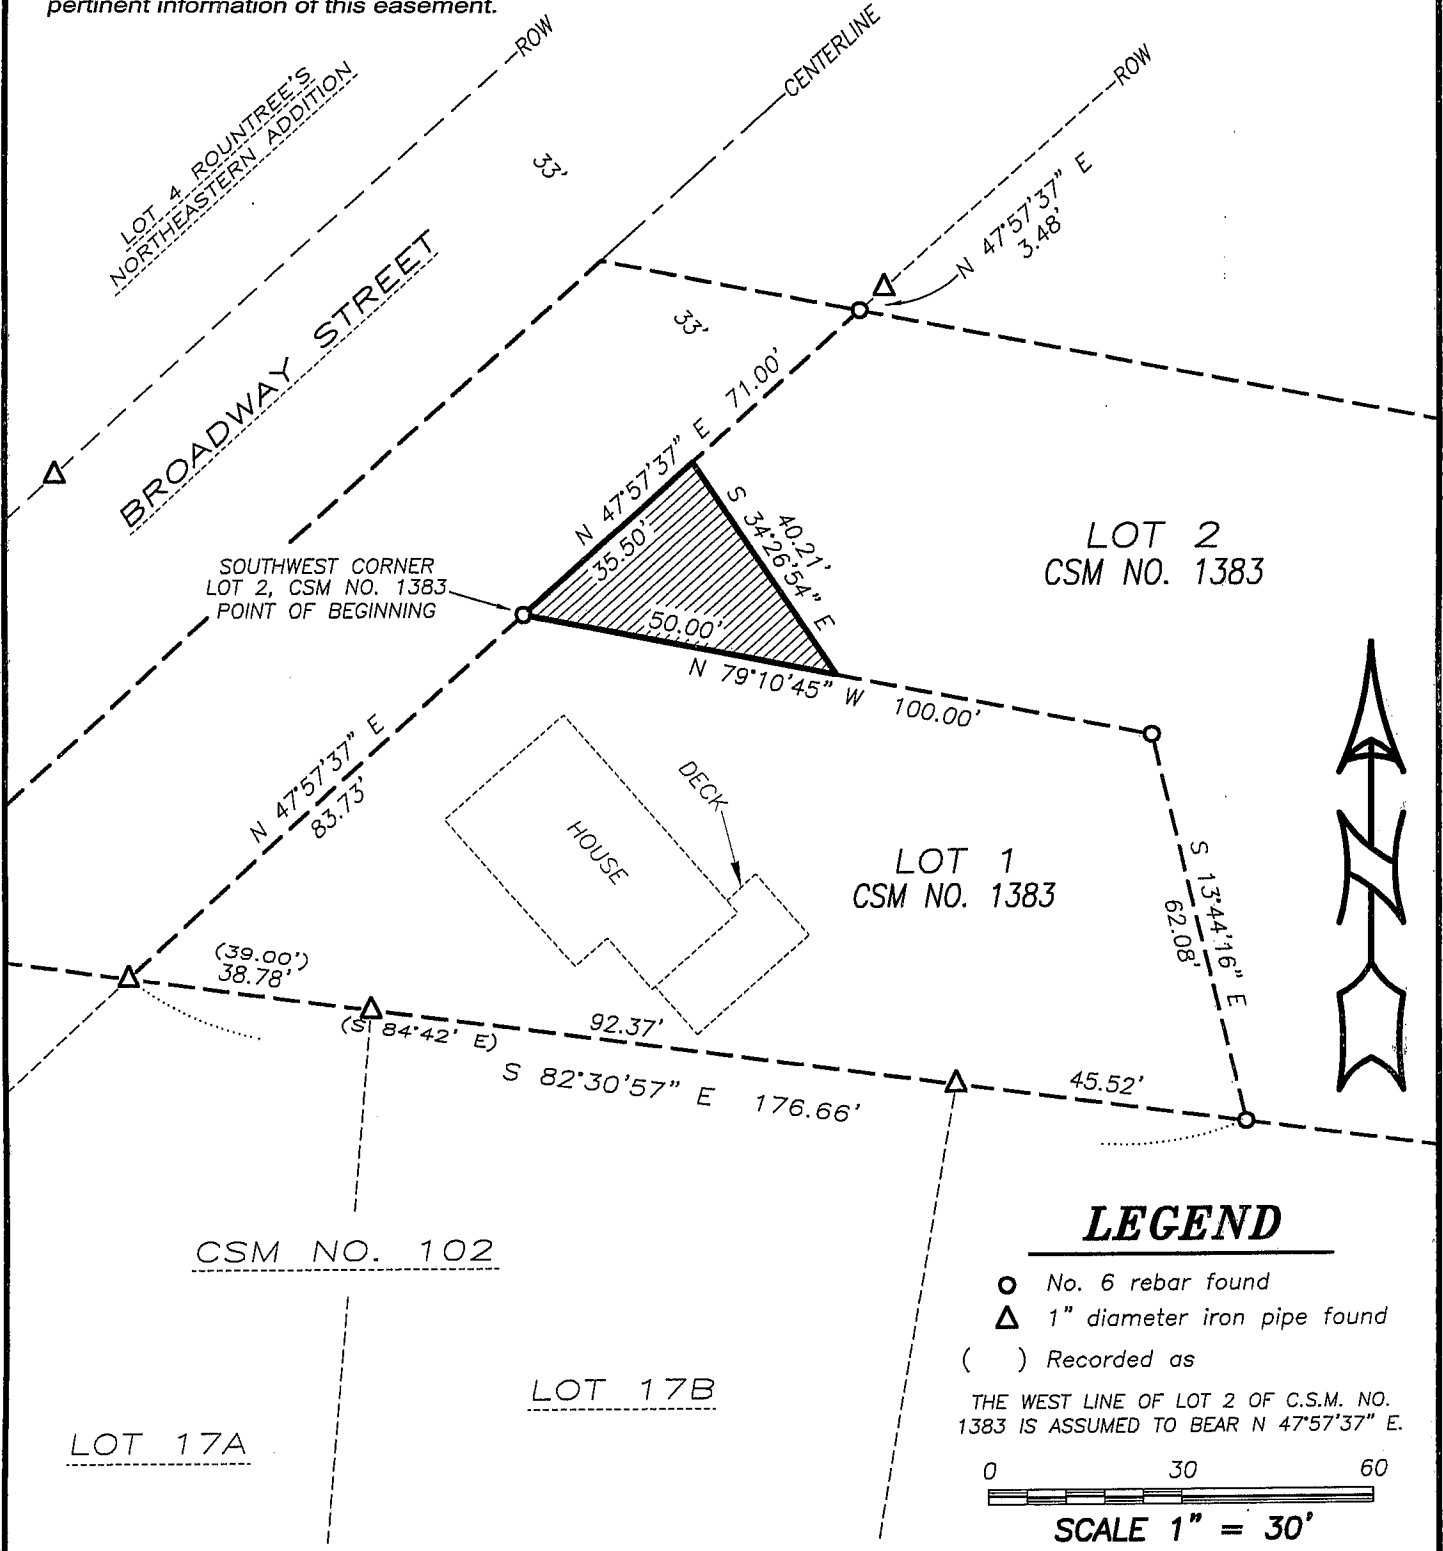 pertinent information of this easement.
ROW
CENTERLINE
ROW
LOT 4 ROUNTREE'S
NORTHEASTERN ADDITION
33'
N 47°57'37" E
3.48'
BROADWAY STREET
33'
71.00'
N 47°57'37" E
35.50'
S 34°26'54" E
40.21'
LOT 2
CSM NO. 1383
SOUTHWEST CORNER
LOT 2, CSM NO. 1383
POINT OF BEGINNING
50.00'
N 79°10'45" W 100.00'
N 47°57'37" E
83.73'
DECK
HOUSE
LOT 1
CSM NO. 1383
S 13°44'16" E
62.08'
(39.00')
38.78'
(S 84°42' E)
92.37'
45.52'
S 82°30'57" E 176.66'
N
CSM NO. 102
LOT 17B
LOT 17A
LEGEND
No. 6 rebar found
1" diameter iron pipe found
( ) Recorded as
THE WEST LINE OF LOT 2 OF C.S.M. NO.
1383 IS ASSUMED TO BEAR N 47°57'37" E.
0 30 60
SCALE 1" = 30'